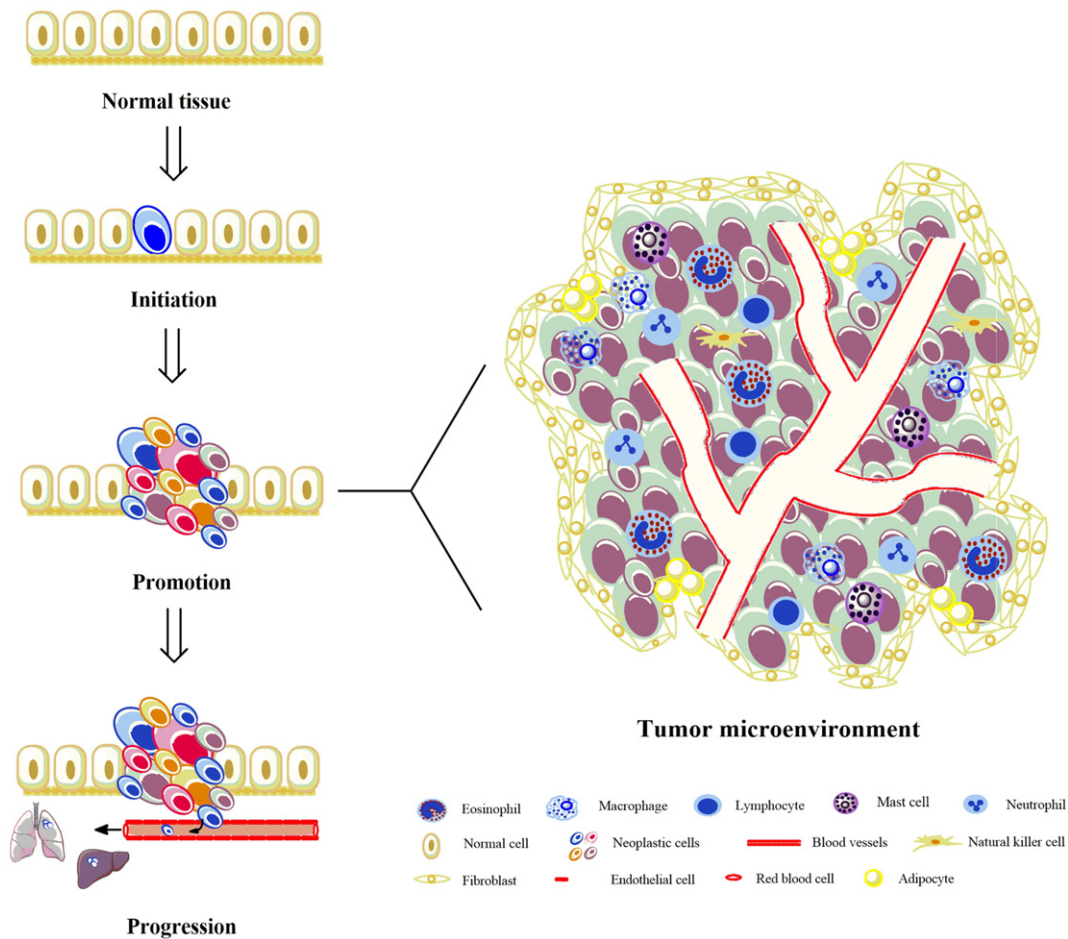 Normal tissue
Initiation
Promotion
Progression
Tumor microenvironment
Eosinophil
Macrophage
Lymphocyte
Mast cell
Neutrophil
Normal cell
Neoplastic cells
Blood vessels
Natural killer cell
Fibroblast
Endothelial cell
Red blood cell
Adipocyte